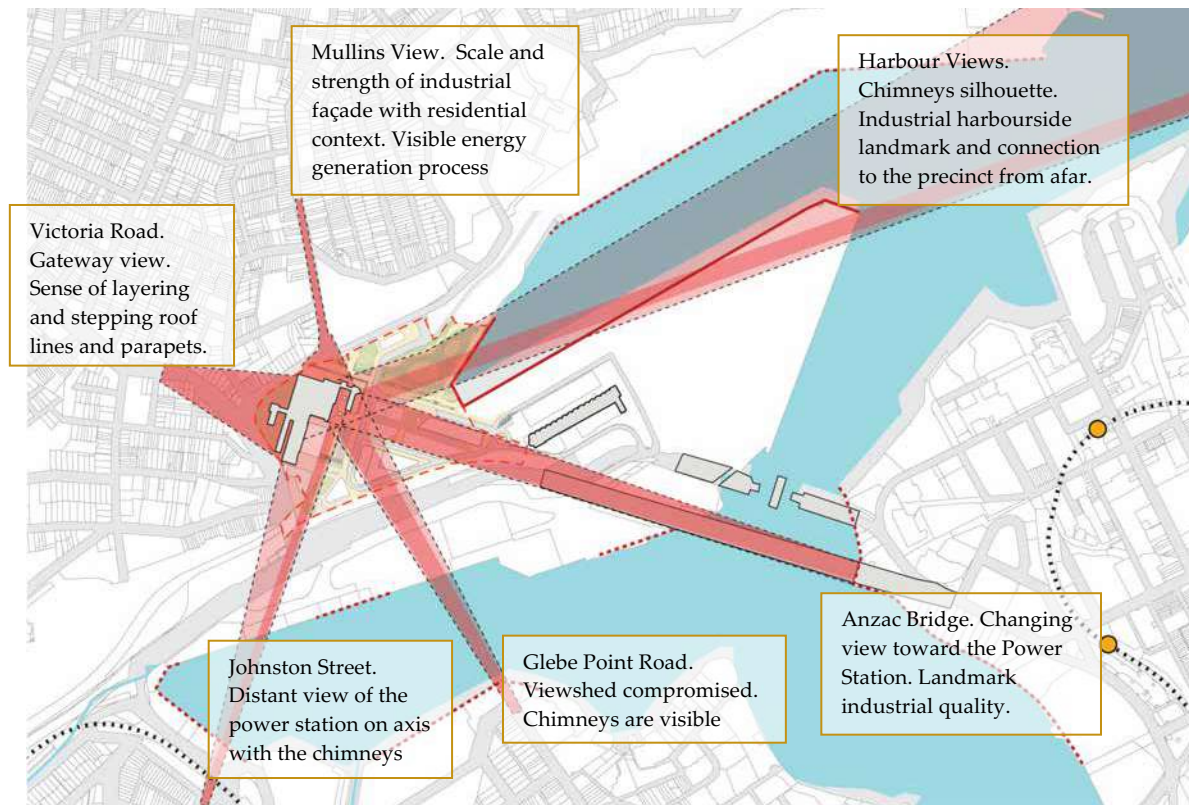 Mullins View. Scale and
strength of industrial
façade with residential
context. Visible energy
generation process
Harbour Views.
Chimneys silhouette.
Industrial harbourside
landmark and connection
to the precinct from afar.
Victoria Road.
Gateway view.
Sense of layering
and stepping roof
lines and parapets.
Johnston Street.
Distant view of the
power station on axis
with the chimneys
Glebe Point Road.
Viewshed compromised.
Chimneys are visible
Anzac Bridge. Changing
view toward the Power
Station. Landmark
industrial quality.